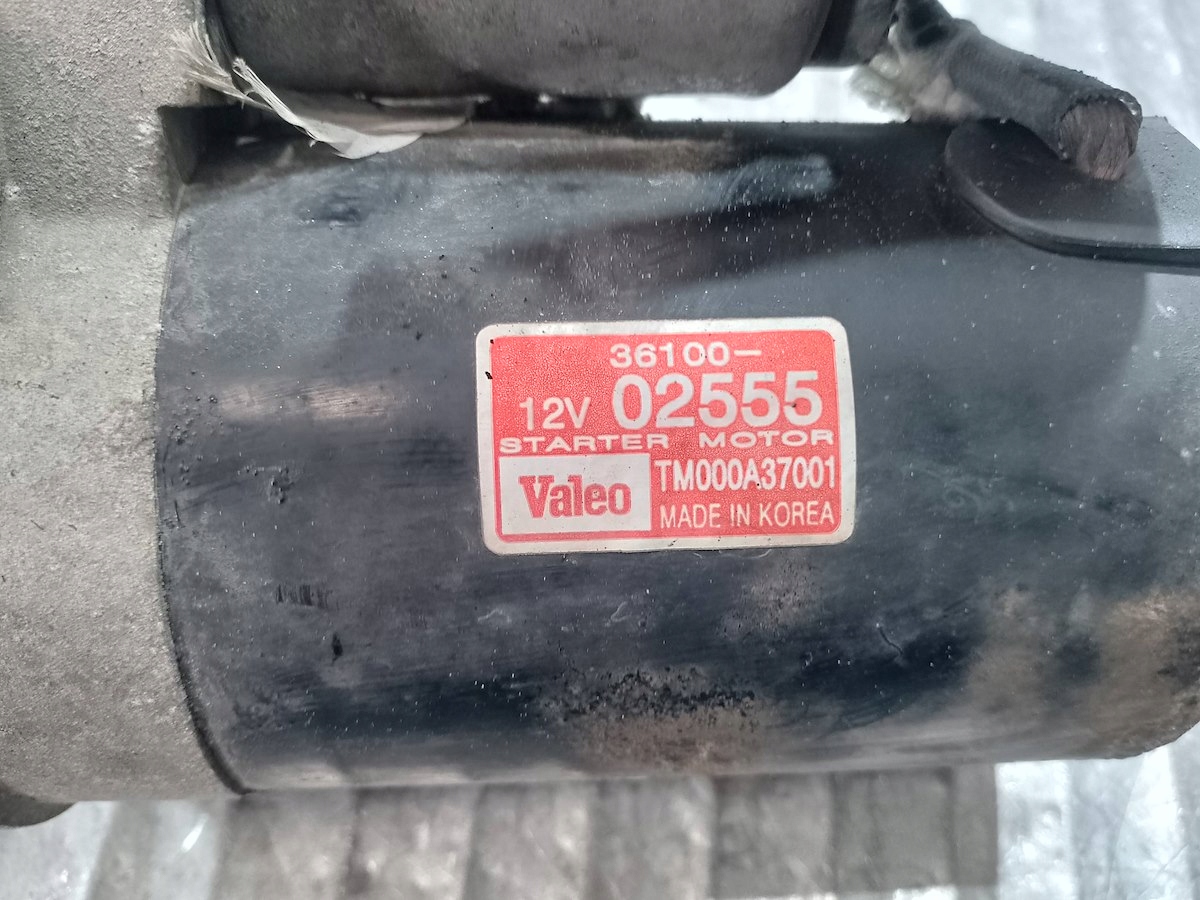 36100-
12V 02555
STARTER MOTOR
Valeo TM000A37001
MADE IN KOREA